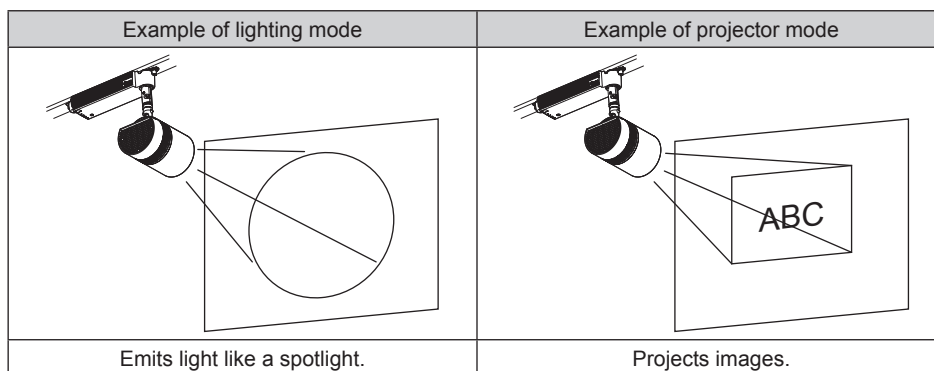 Example of lighting mode
Example of projector mode
ABC
Emits light like a spotlight.
Projects images.